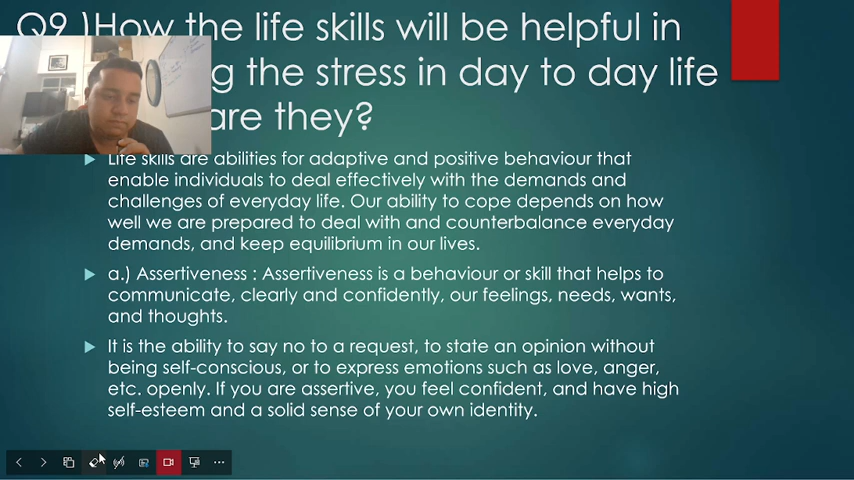 Q9.)How the life skills will be helpful in
g the stress in day to day life
are they?
Life skills are abilities for adaptive and positive behaviour that
enable individuals to deal effectively with the demands and
challenges of everyday life. Our ability to cope depends on how
well we are prepared to deal with and counterbalance everyday
demands, and keep equilibrium in our lives.
a.) Assertiveness : Assertiveness is a behaviour or skill that helps to
communicate, clearly and confidently, our feelings, needs, wants,
and thoughts.
It is the ability to say no to a request, to state an opinion without
being self-conscious, or to express emotions such as love, anger,
etc. openly. If you are assertive, you feel confident, and have high
self-esteem and a solid sense of your own identity.